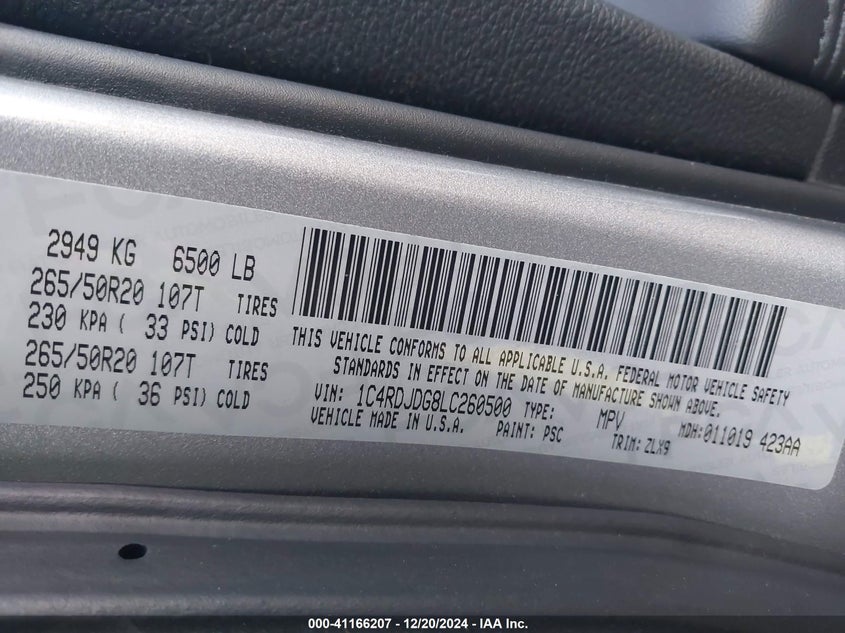 2949 KG 6500 LB
265/50R20 107T TIRES
230 KPA ( 33 PSI) COLD
265/50R20 107T TIRES
250 KPA ( 36 PSI) COLD
THIS VEHICLE CONFORMS TO ALL APPLICABLE U.S.A. FEDERAL MOTOR VEHICLE SAFETY
STANDARDS IN EFFECT ON THE DATE OF MANUFACTURE SHOWN ABOVE.
VIN: 1C4RDJDG8LC260500 TYPE: MPV MDH:011019 423AA
VEHICLE MADE IN U.S.A. PAINT: PSC TRIM: ZLX9
000-41166207 - 12/20/2024 - IAA Inc.